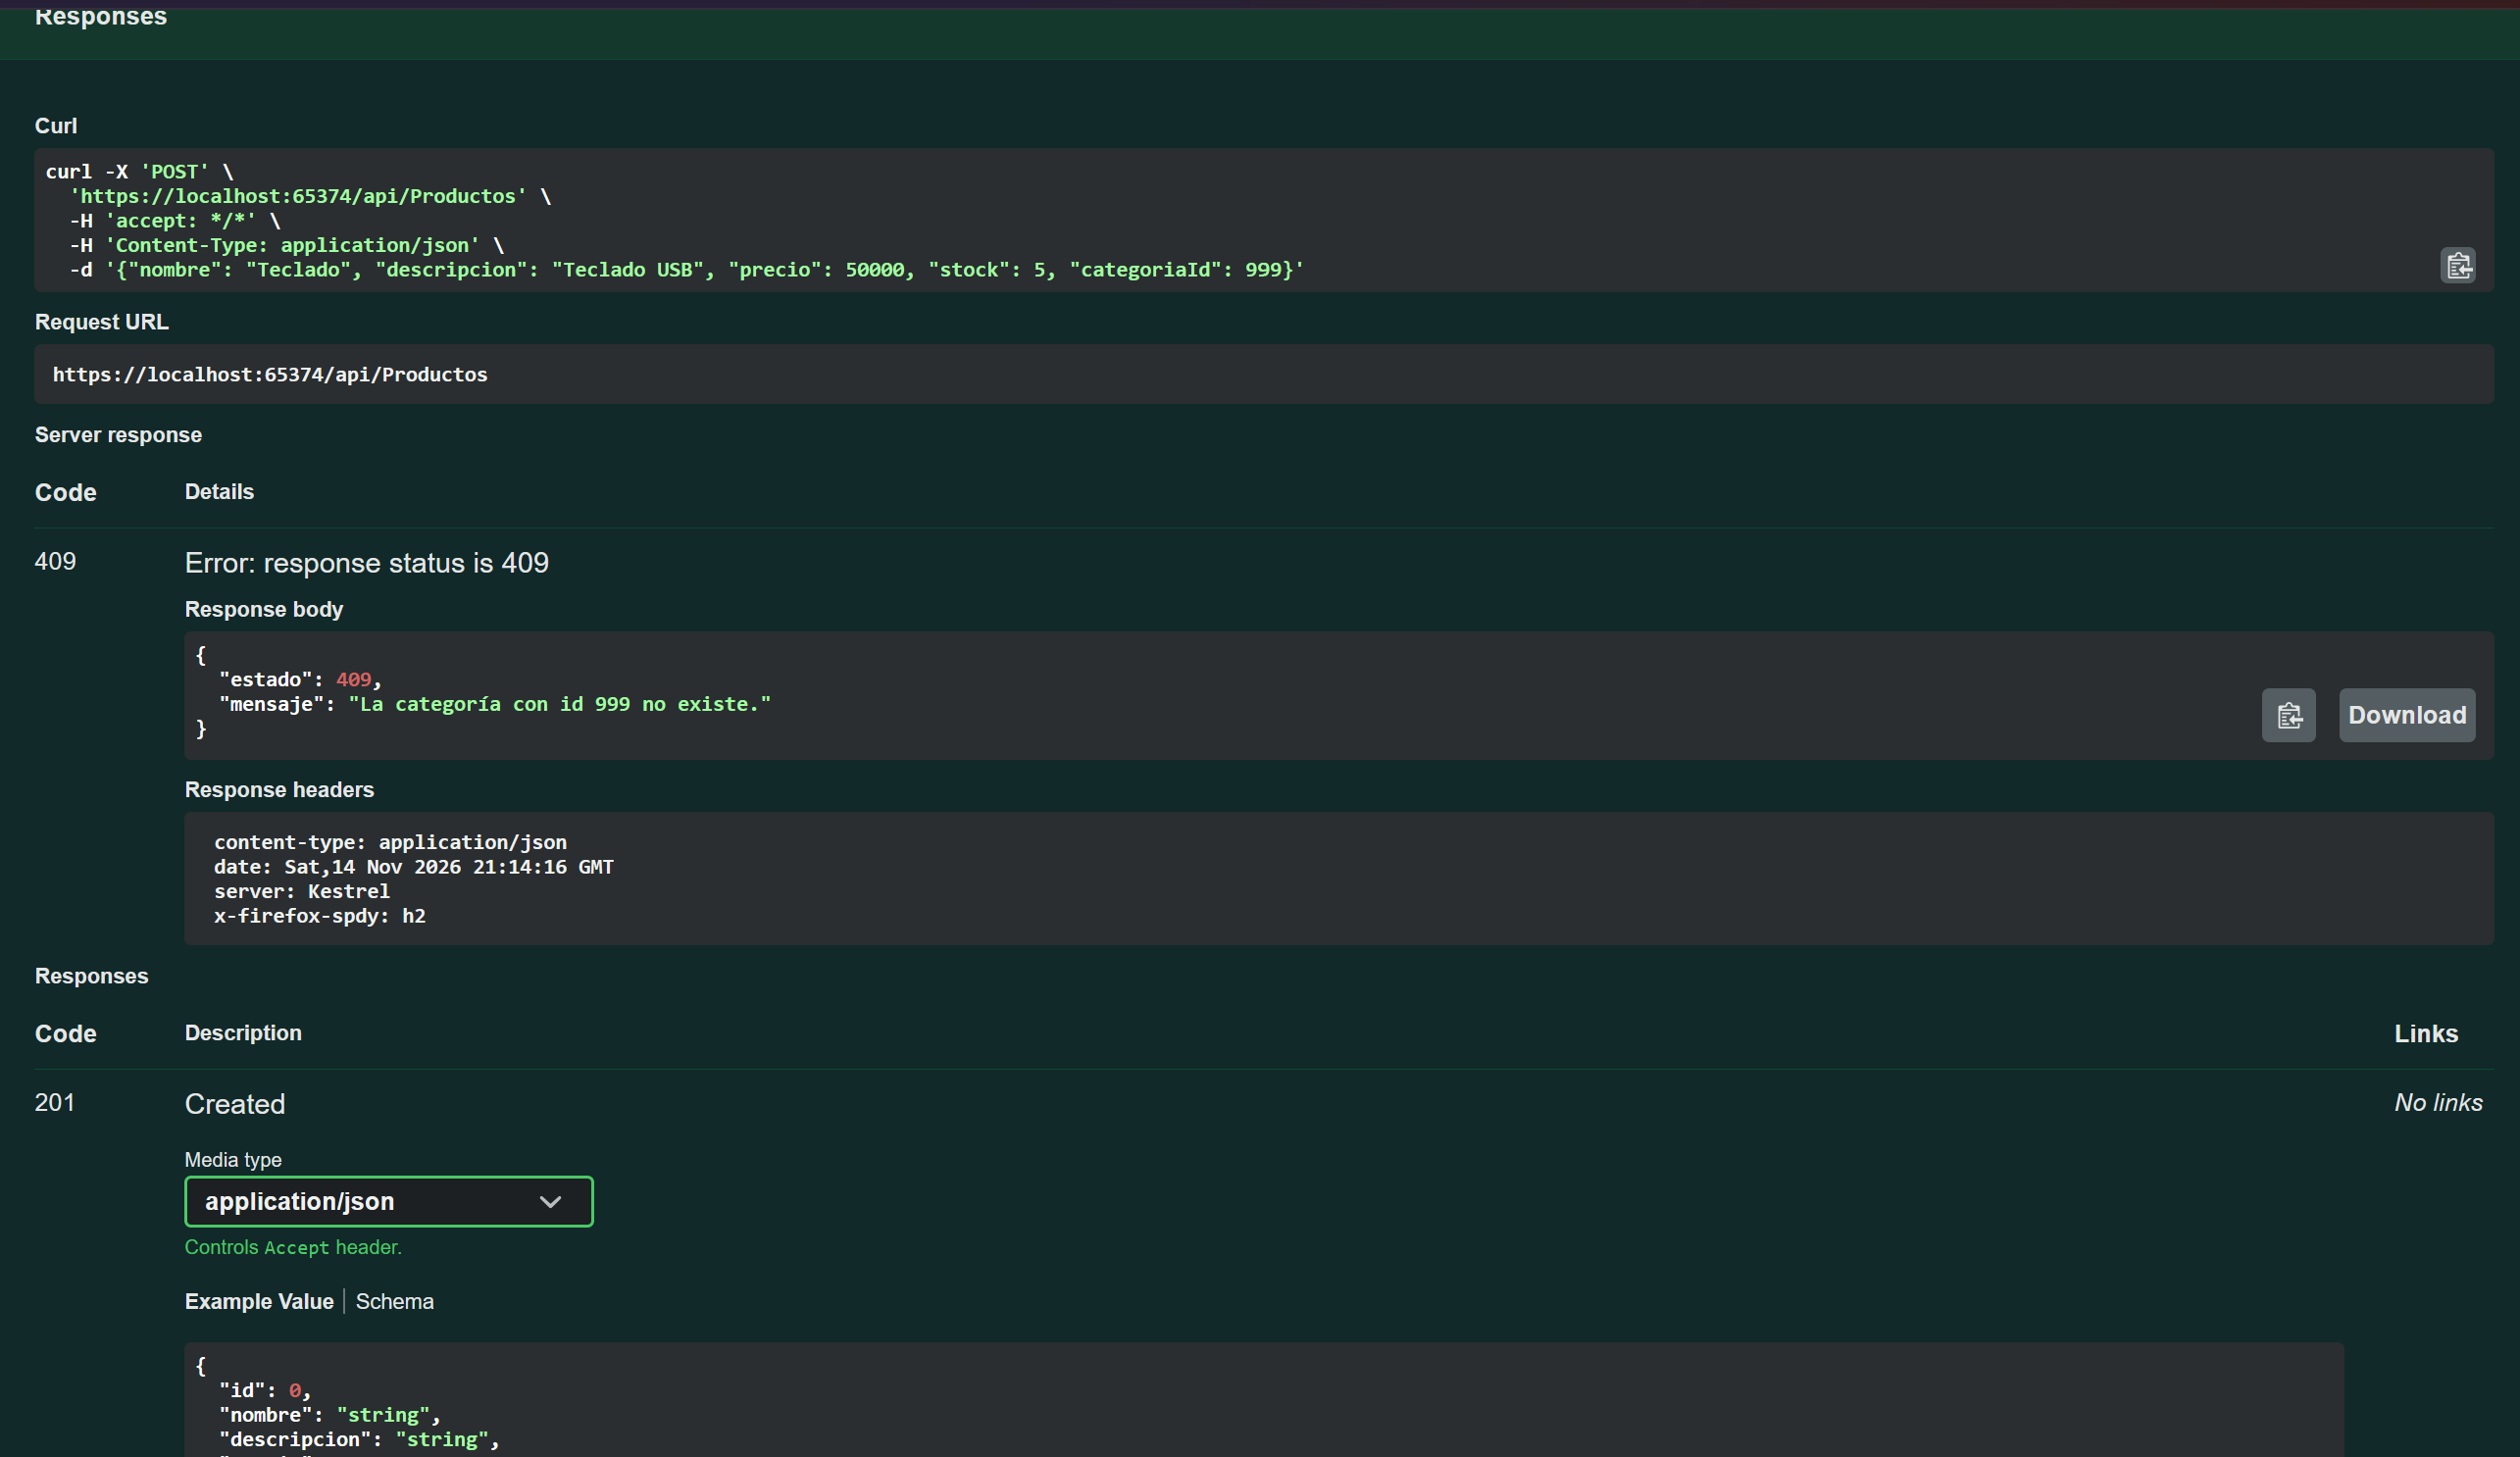 Responses
Curl
curl -X 'POST' \
  'https://localhost:65374/api/Productos' \
  -H 'accept: */*' \
  -H 'Content-Type: application/json' \
  -d '{"nombre": "Teclado", "descripcion": "Teclado USB", "precio": 50000, "stock": 5, "categoriaId": 999}'
Request URL
https://localhost:65374/api/Productos
Server response
Code Details
409 Error: response status is 409
Response body
{
  "estado": 409,
  "mensaje": "La categoría con id 999 no existe."
}
Download
Response headers
content-type: application/json
date: Sat,14 Nov 2026 21:14:16 GMT
server: Kestrel
x-firefox-spdy: h2
Responses
Code Description Links
201 Created No links
Media type
application/json
Controls Accept header.
Example Value | Schema
{
  "id": 0,
  "nombre": "string",
  "descripcion": "string",